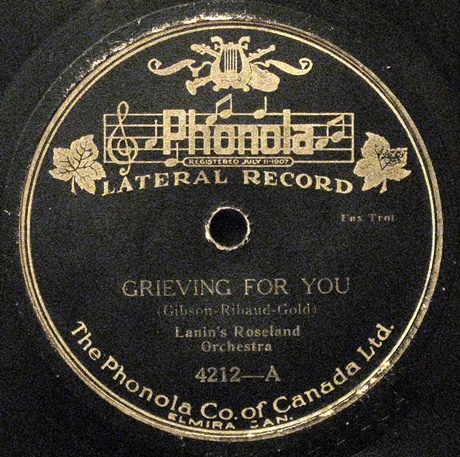 Phonola
REGISTERED JULY 11-1907
LATERAL RECORD
Fox Trot
GRIEVING FOR YOU
(Gibson-Ribaud-Gold)
Lanin's Roseland
Orchestra
4212—A
The Phonola Co. of Canada Ltd.
ELMIRA CAN.